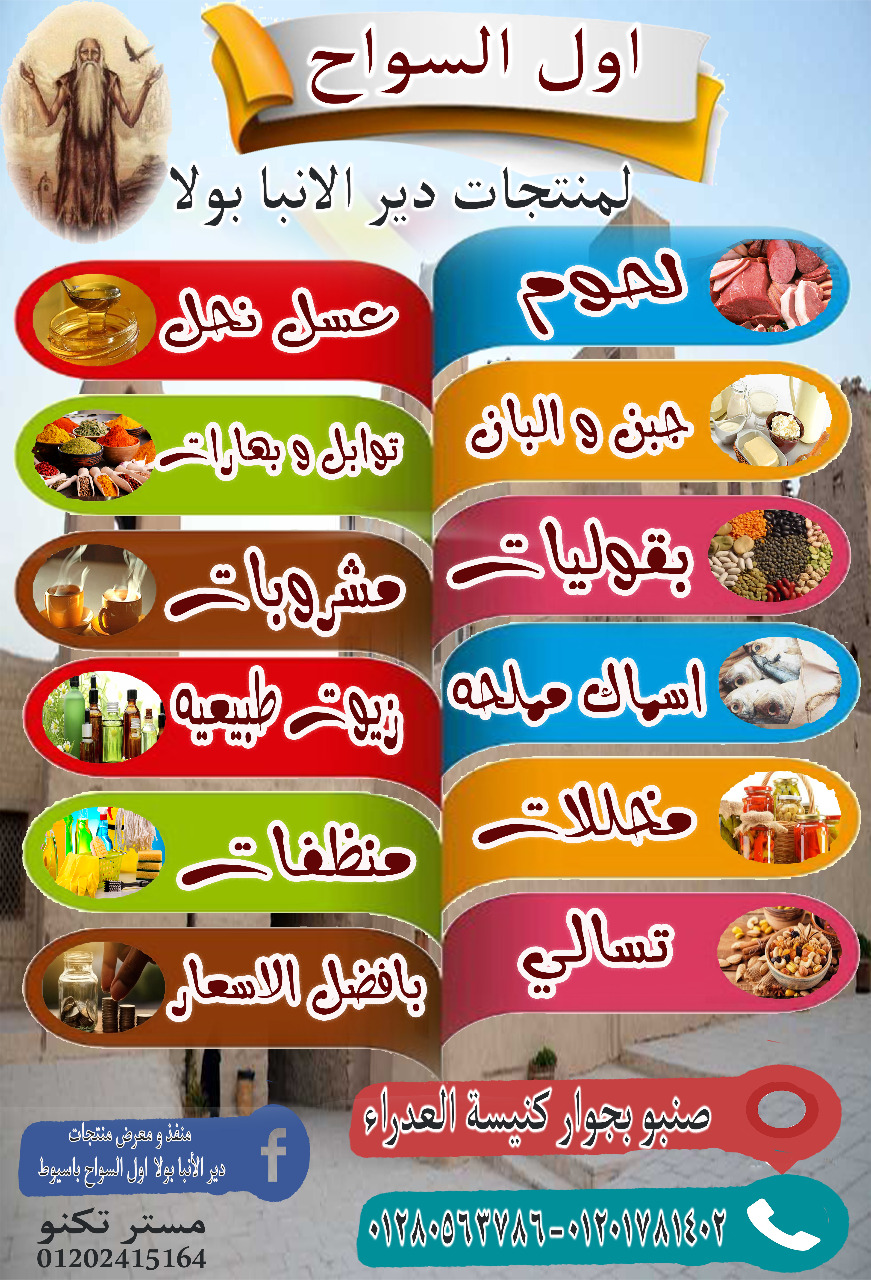 اول السواح
لمنتجات دير الانبا بولا
لحوم
عسل نحل
جبن و البان
توابل و بهارات
بقوليات
مشروبات
اسماك مملحه
زيوت طبيعيه
مخللات
منظفات
تسالي
بافضل الاسعار
صنبو بجوار كنيسة العدراء
منفذ و معرض منتجات
دير الأنبا بولا اول السواح باسيوط
٠١٢٨٠٥٦٣٧٨٦-٠١٢٠١٧٨١٤٠٢
مستر تكنو
01202415164